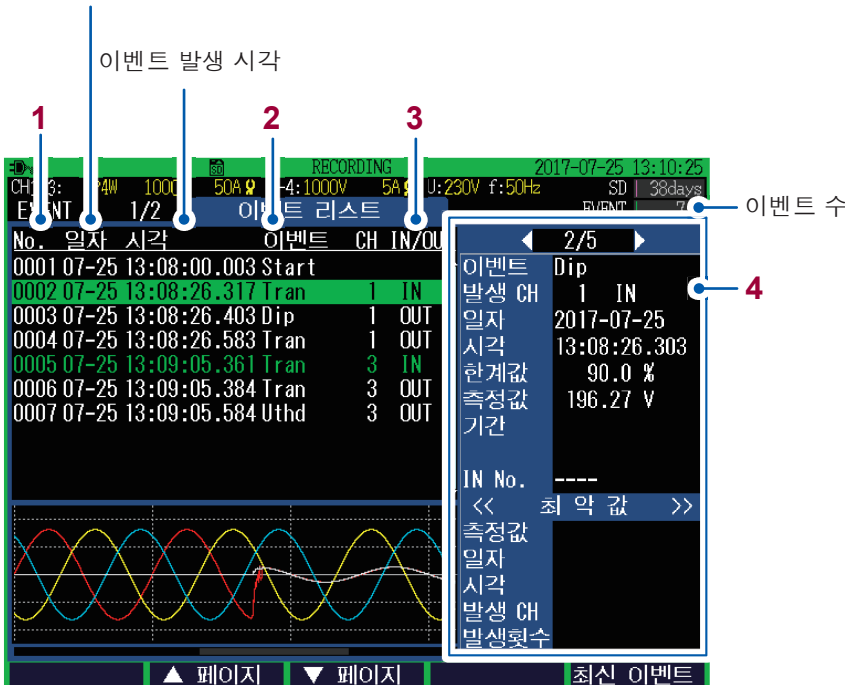 이벤트 발생 시각
1
2
3
RECORDING 2017-07-25 13:10:25
50A 4:1000V 5A U:230V f:50Hz SD 38days
1/2 이벤트 리스트 EVENT 7
이벤트 수
No. 일자 시각 이벤트 CH IN/OU
0001 07-25 13:08:00.003 Start
0002 07-25 13:08:26.317 Tran 1 IN
0003 07-25 13:08:26.403 Dip 1 OUT
0004 07-25 13:08:26.583 Tran 1 OUT
0005 07-25 13:09:05.361 Tran 3 IN
0006 07-25 13:09:05.384 Tran 3 OUT
0007 07-25 13:09:05.584 Uthd 3 OUT
◀ 2/5 ▶
이벤트 Dip
발생 CH 1 IN
4
일자 2017-07-25
시각 13:08:26.303
한계값 90.0 %
측정값 196.27 V
기간
IN No. ----
<< 최 악 값 >>
측정값
일자
시각
발생 CH
발생횟수
▲ 페이지 ▼ 페이지 최신 이벤트